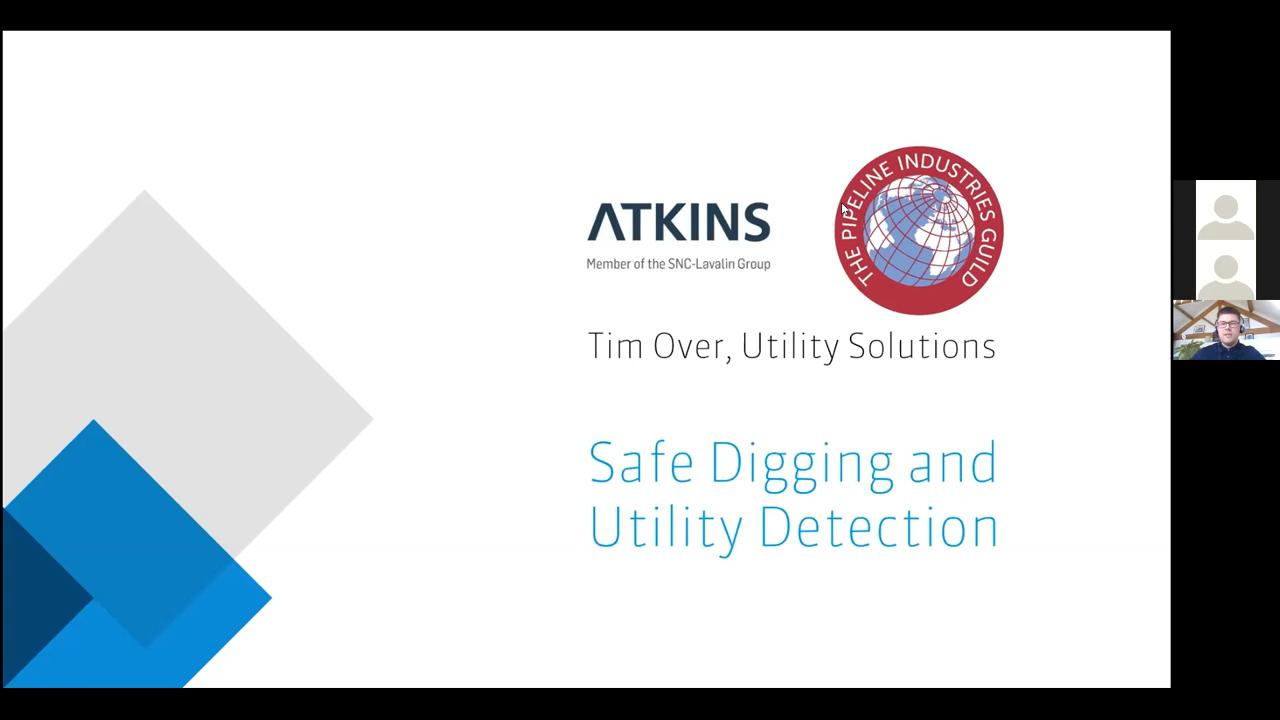 ATKINS
Member of the SNC-Lavalin Group
THE PIPELINE INDUSTRIES GUILD
Tim Over, Utility Solutions
Safe Digging and
Utility Detection